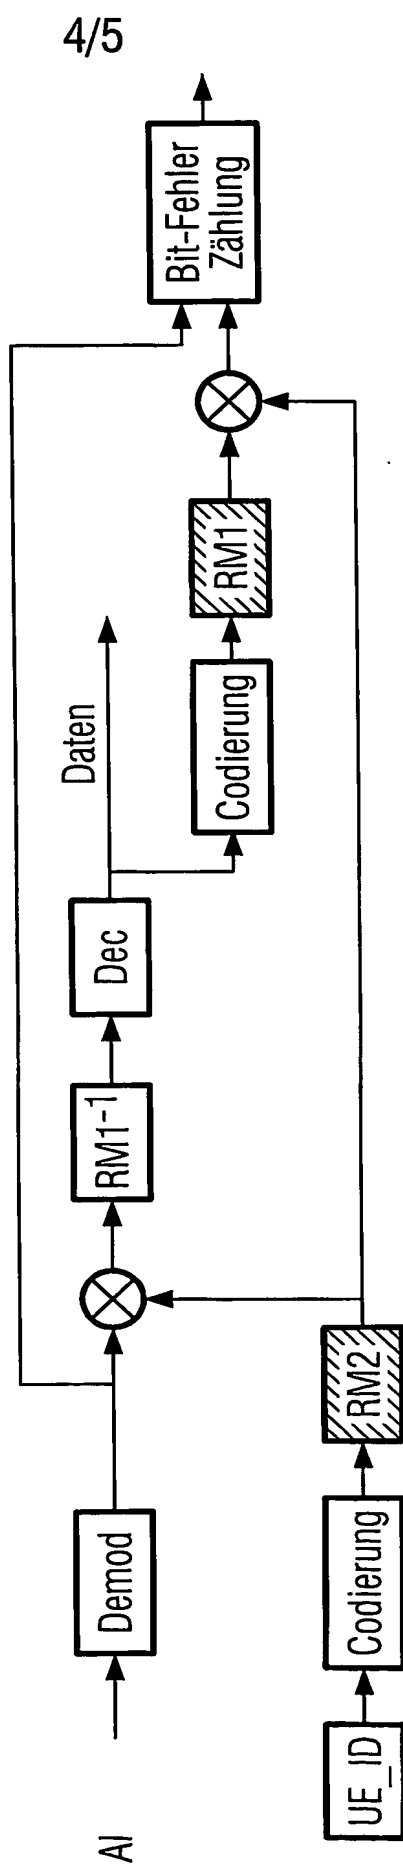 4/5
AI
Demod
RM1-1
Dec
Daten
Codierung
RM1
Bit-Fehler
Zählung
UE_ID
Codierung
RM2